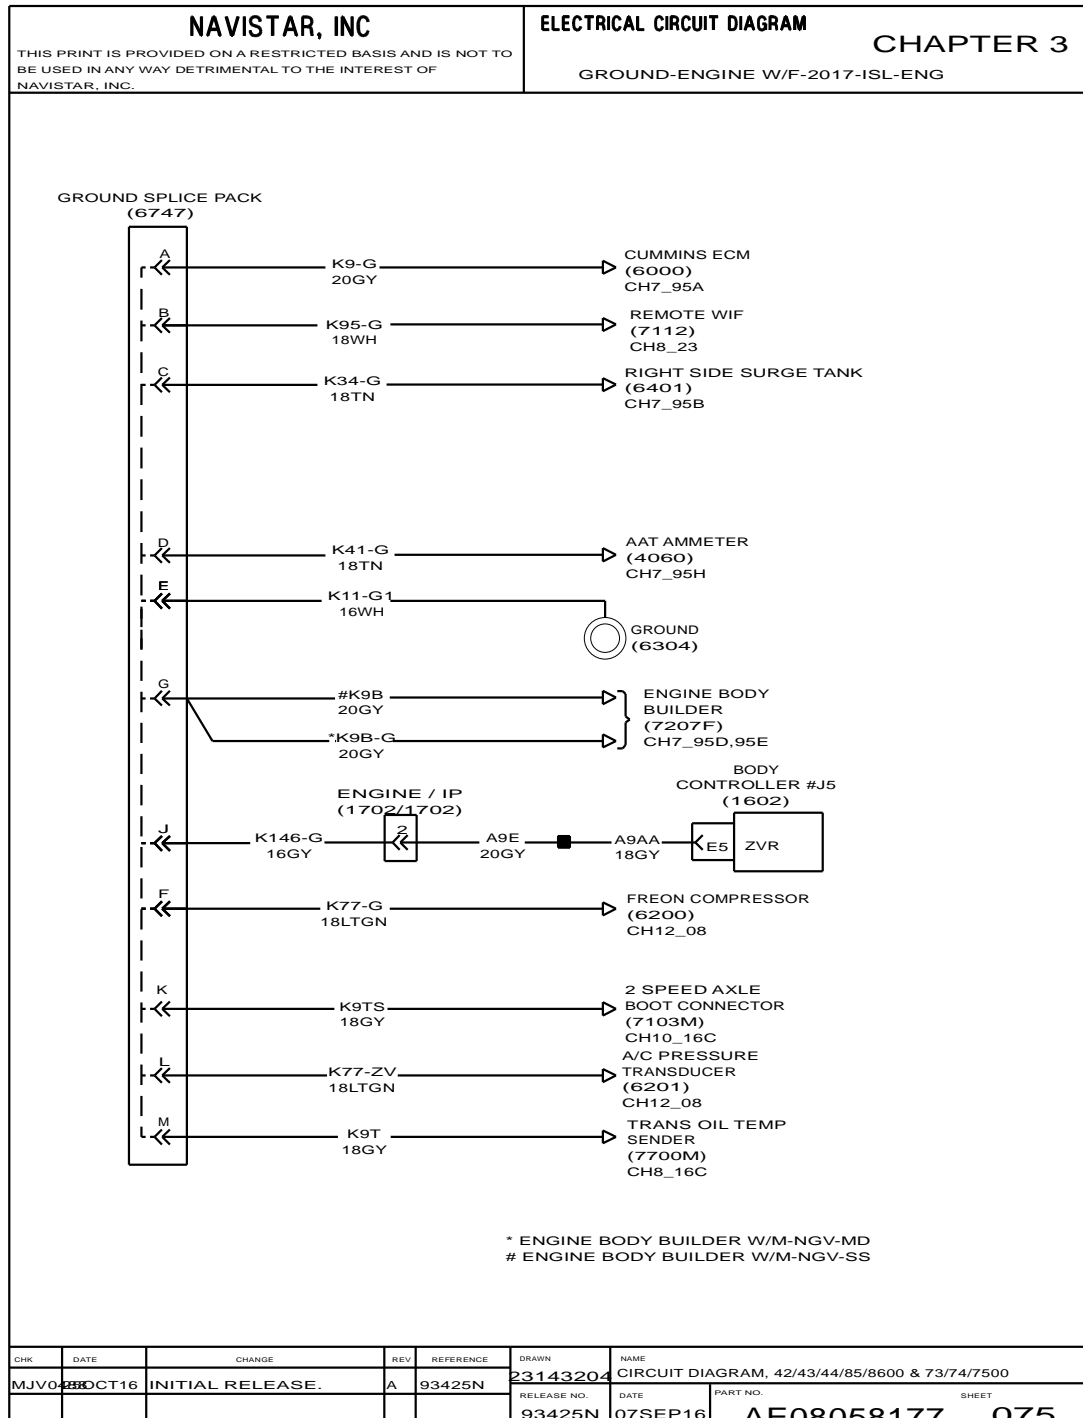 NAVISTAR, INC
THIS PRINT IS PROVIDED ON A RESTRICTED BASIS AND IS NOT TO
BE USED IN ANY WAY DETRIMENTAL TO THE INTEREST OF
NAVISTAR, INC.
ELECTRICAL CIRCUIT DIAGRAM
CHAPTER 3
GROUND-ENGINE W/F-2017-ISL-ENG
GROUND SPLICE PACK
(6747)
A
K9-G
20GY
CUMMINS ECM
(6000)
CH7_95A
B
K95-G
18WH
REMOTE WIF
(7112)
CH8_23
C
K34-G
18TN
RIGHT SIDE SURGE TANK
(6401)
CH7_95B
D
K41-G
18TN
AAT AMMETER
(4060)
CH7_95H
E
K11-G1
16WH
GROUND
(6304)
G
#K9B
20GY
*K9B-G
20GY
ENGINE BODY
BUILDER
(7207F)
CH7_95D,95E
J
K146-G
16GY
ENGINE / IP
(1702/1702)
2
A9E
20GY
A9AA
18GY
BODY
CONTROLLER #J5
(1602)
E5
ZVR
F
K77-G
18LTGN
FREON COMPRESSOR
(6200)
CH12_08
K
K9TS
18GY
2 SPEED AXLE
BOOT CONNECTOR
(7103M)
CH10_16C
L
K77-ZV
18LTGN
A/C PRESSURE
TRANSDUCER
(6201)
CH12_08
M
K9T
18GY
TRANS OIL TEMP
SENDER
(7700M)
CH8_16C
* ENGINE BODY BUILDER W/M-NGV-MD
# ENGINE BODY BUILDER W/M-NGV-SS
CHK DATE CHANGE REV REFERENCE
INITIAL RELEASE. A 93425N
DRAWN
23143204
NAME
CIRCUIT DIAGRAM, 42/43/44/85/8600 & 73/74/7500
RELEASE NO.
93425N
DATE
07SEP16
PART NO.
AE08058177
SHEET
075